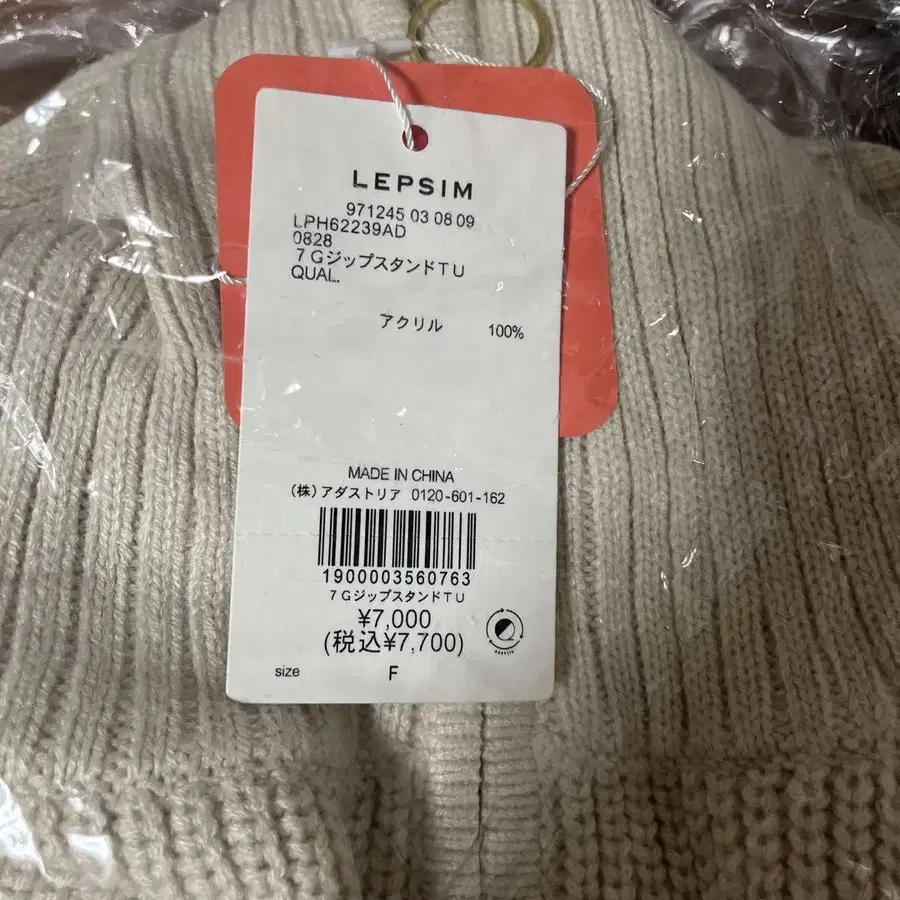 LEPSIM
971245 03 08 09
LPH62239AD
0828
7GジップスタンドTU
QUAL.
アクリル 100%
MADE IN CHINA
(株)アダストリア 0120-601-162
1900003560763
7GジップスタンドTU
¥7,000
(税込¥7,700)
size F